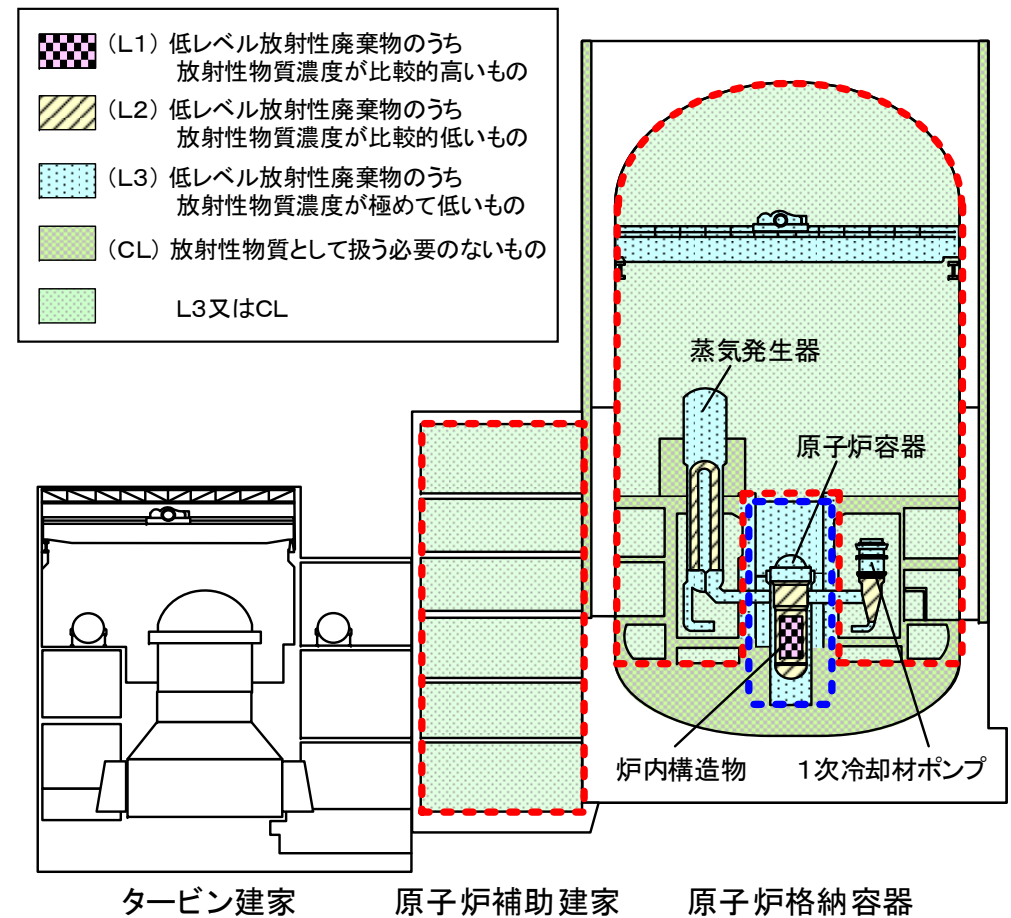 （L1）低レベル放射性廃棄物のうち
放射性物質濃度が比較的高いもの
（L2）低レベル放射性廃棄物のうち
放射性物質濃度が比較的低いもの
（L3）低レベル放射性廃棄物のうち
放射性物質濃度が極めて低いもの
（CL）放射性物質として扱う必要のないもの
L3又はCL
蒸気発生器
原子炉容器
炉内構造物
1次冷却材ポンプ
タービン建家
原子炉補助建家
原子炉格納容器